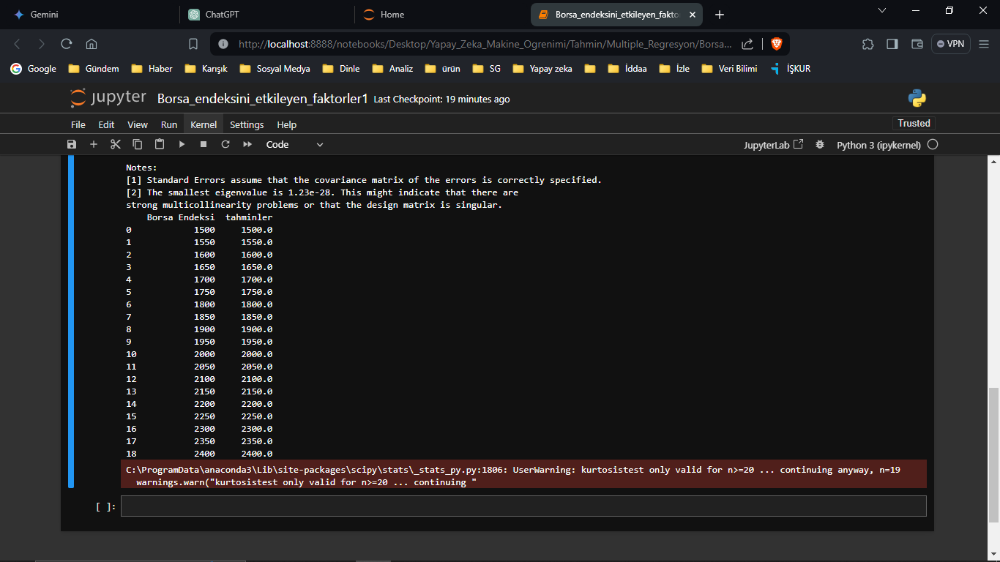 Gemini
ChatGPT
Home
Borsa_endeksini_etkileyen_fakto
http://localhost:8888/notebooks/Desktop/Yapay_Zeka_Makine_Ogrenimi/Tahmin/Multiple_Regresyon/Borsa...
VPN
Google Gündem Haber Karışık Sosyal Medya Dinle Analiz ürün SG Yapay zeka İddaa İzle Veri Bilimi İŞKUR
jupyter Borsa_endeksini_etkileyen_faktorler1 Last Checkpoint: 19 minutes ago
File Edit View Run Kernel Settings Help Trusted
Code JupyterLab Python 3 (ipykernel)
Notes:
[1] Standard Errors assume that the covariance matrix of the errors is correctly specified.
[2] The smallest eigenvalue is 1.23e-28. This might indicate that there are
strong multicollinearity problems or that the design matrix is singular.
Borsa Endeksi tahminler
0 1500 1500.0
1 1550 1550.0
2 1600 1600.0
3 1650 1650.0
4 1700 1700.0
5 1750 1750.0
6 1800 1800.0
7 1850 1850.0
8 1900 1900.0
9 1950 1950.0
10 2000 2000.0
11 2050 2050.0
12 2100 2100.0
13 2150 2150.0
14 2200 2200.0
15 2250 2250.0
16 2300 2300.0
17 2350 2350.0
18 2400 2400.0
C:\ProgramData\anaconda3\Lib\site-packages\scipy\stats\_stats_py.py:1806: UserWarning: kurtosistest only valid for n>=20 ... continuing anyway, n=19
warnings.warn("kurtosistest only valid for n>=20 ... continuing "
[ ]: